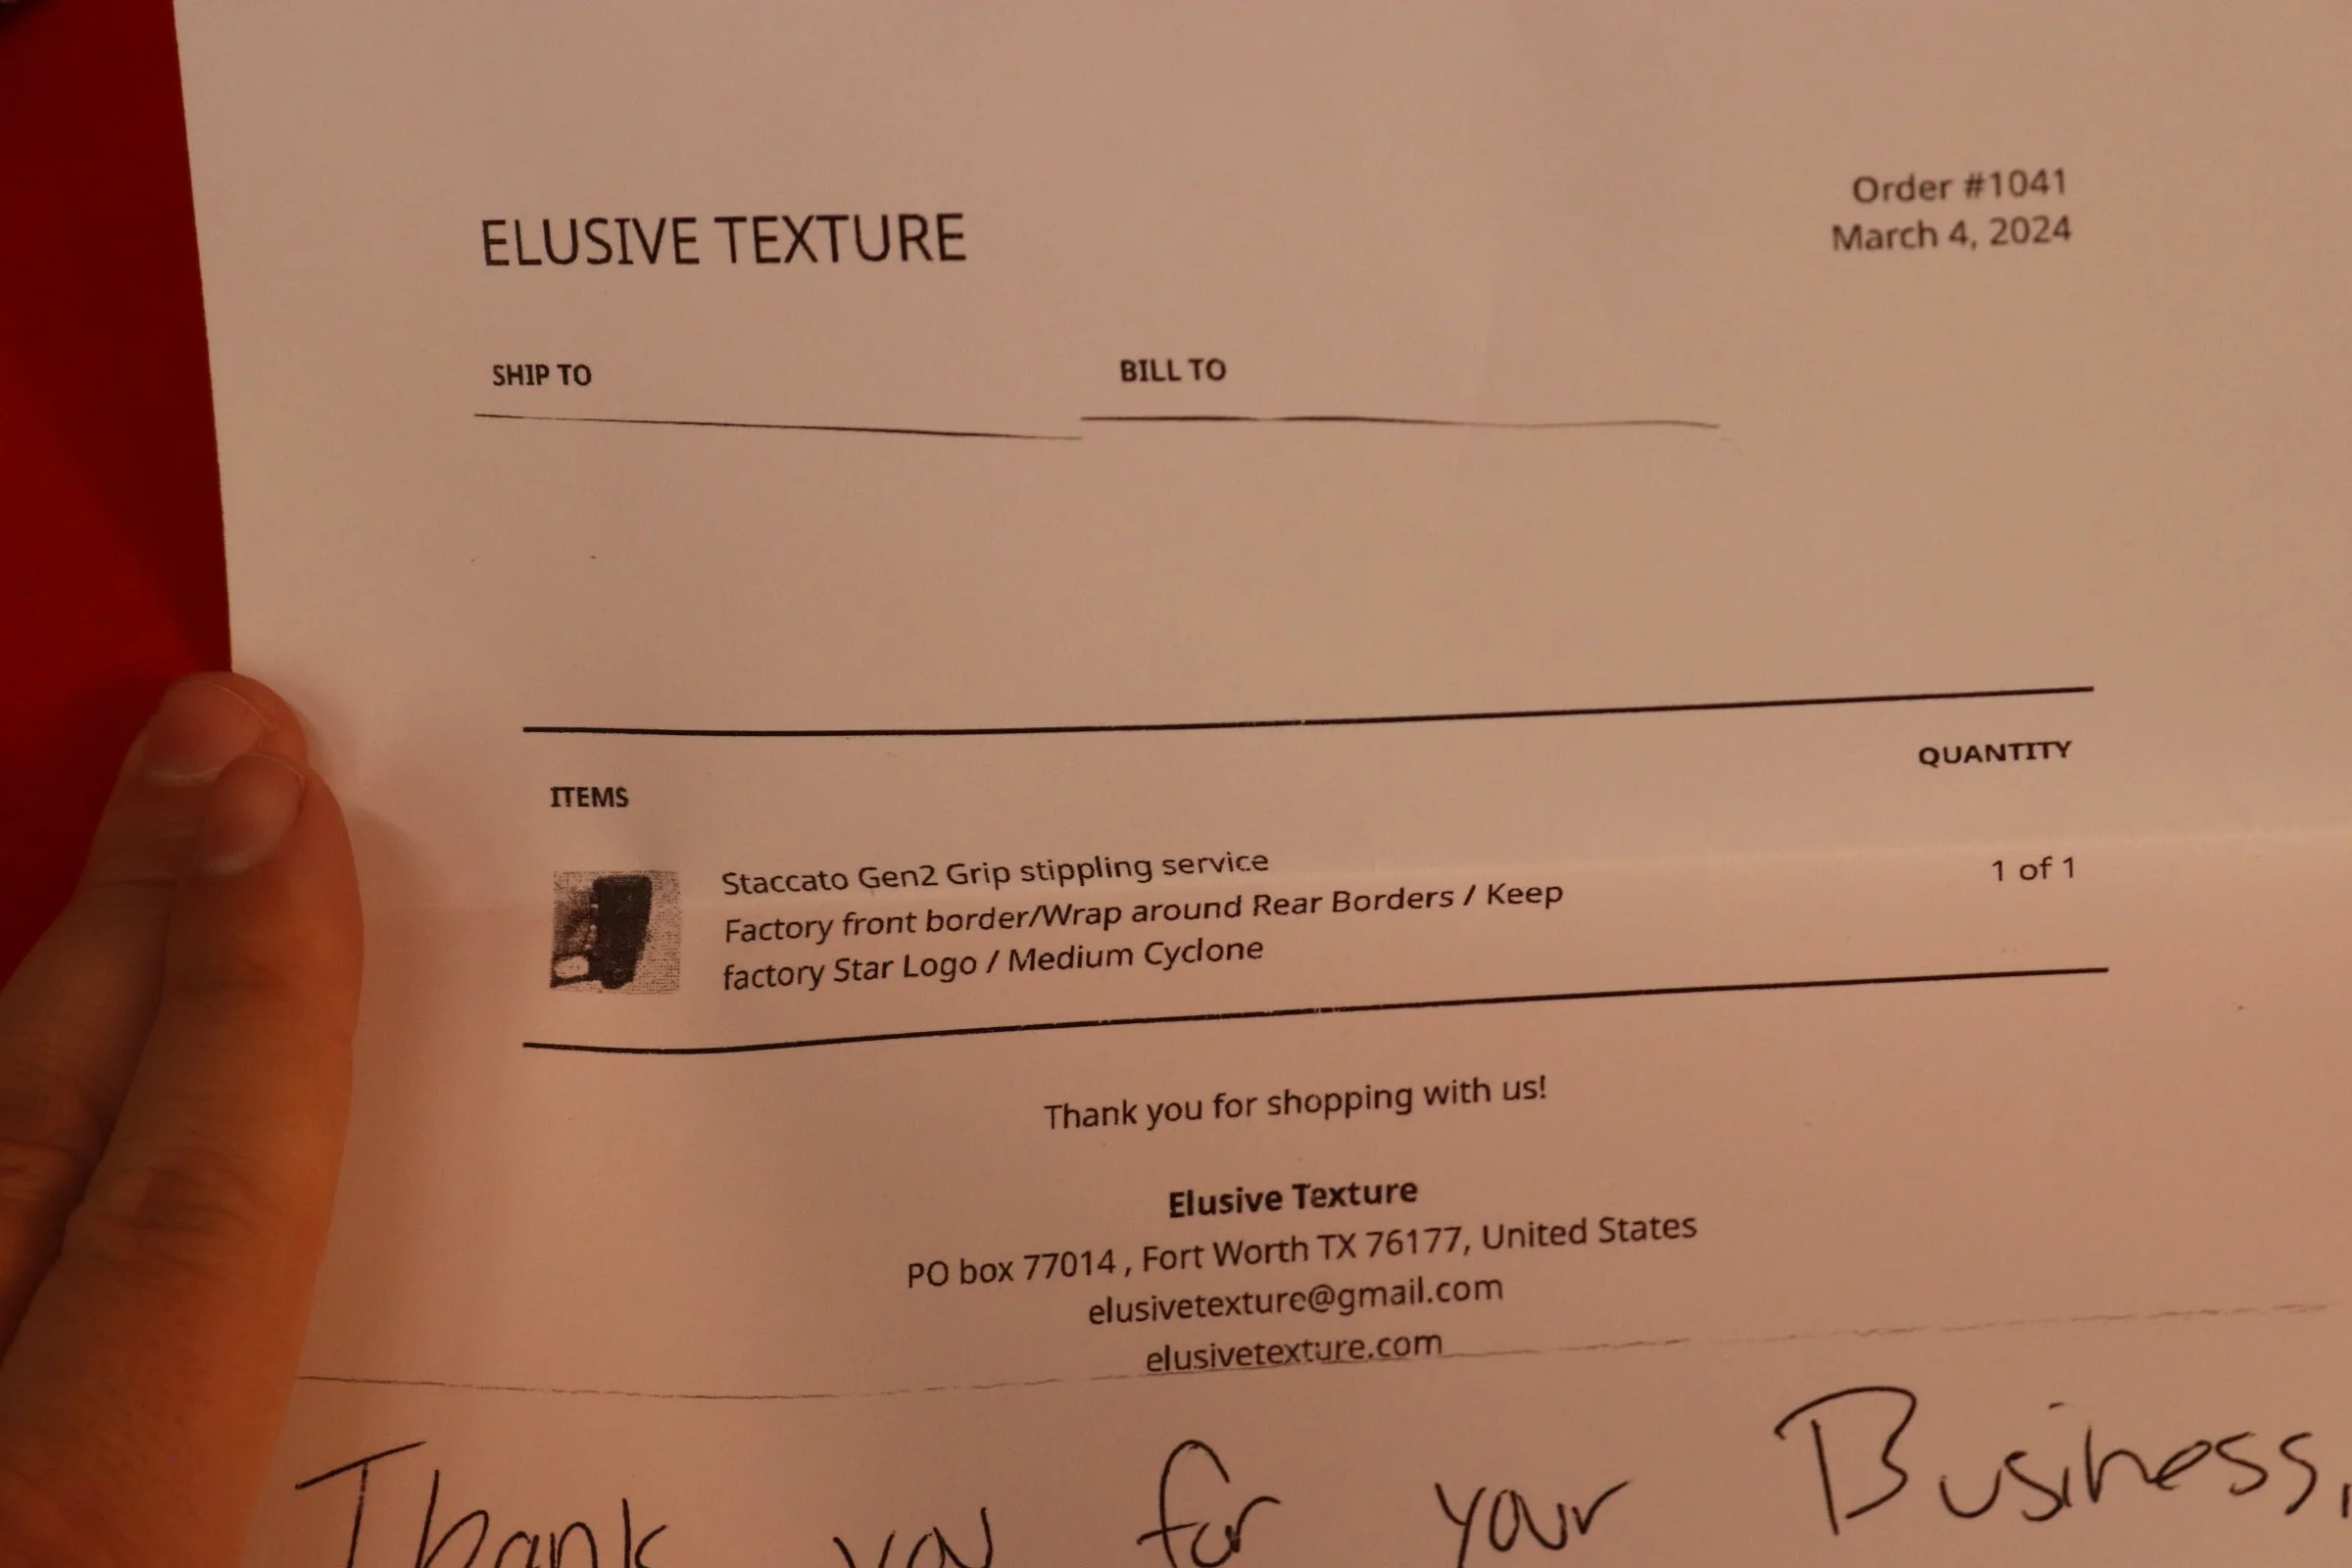 ELUSIVE TEXTURE
Order #1041
March 4, 2024
SHIP TO
BILL TO
ITEMS
QUANTITY
Staccato Gen2 Grip stippling service
Factory front border/Wrap around Rear Borders / Keep
factory Star Logo / Medium Cyclone
1 of 1
Thank you for shopping with us!
Elusive Texture
PO box 77014 , Fort Worth TX 76177, United States
elusivetexture@gmail.com
elusivetexture.com
Thank you for your Business,